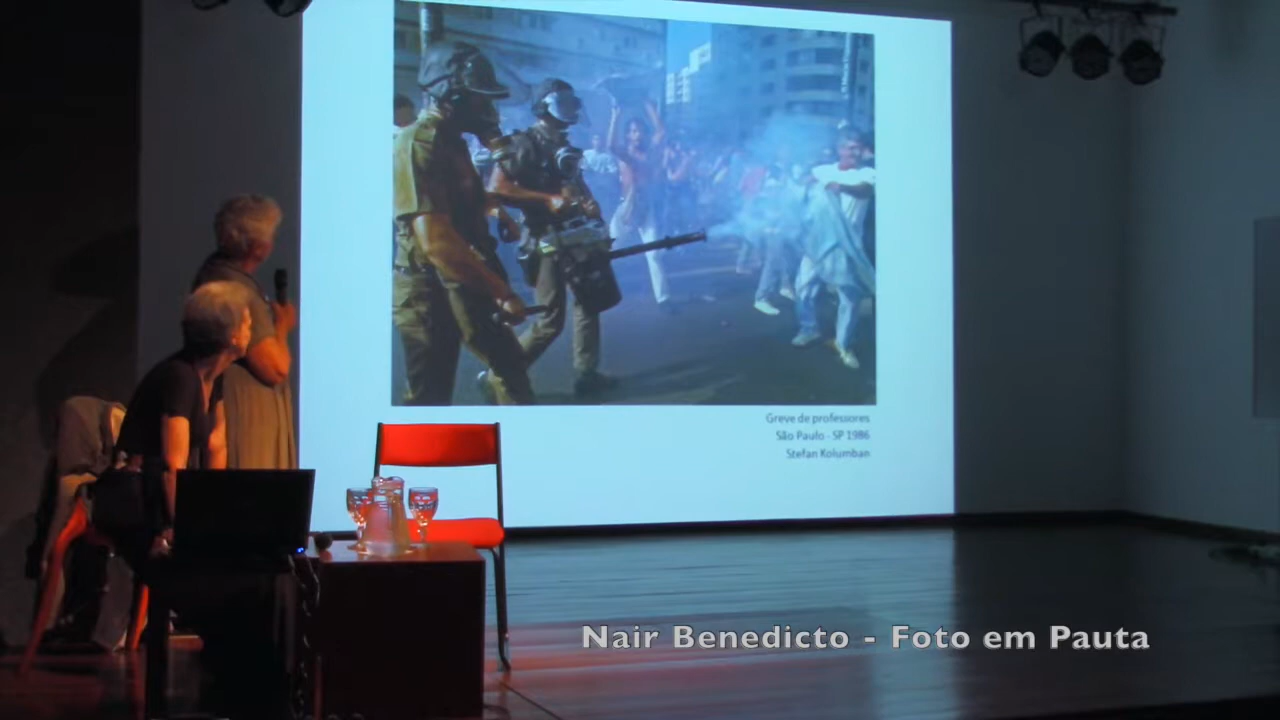 Greve de professores
São Paulo - SP 1986
Stefan Kolumban
Nair Benedicto - Foto em Pauta